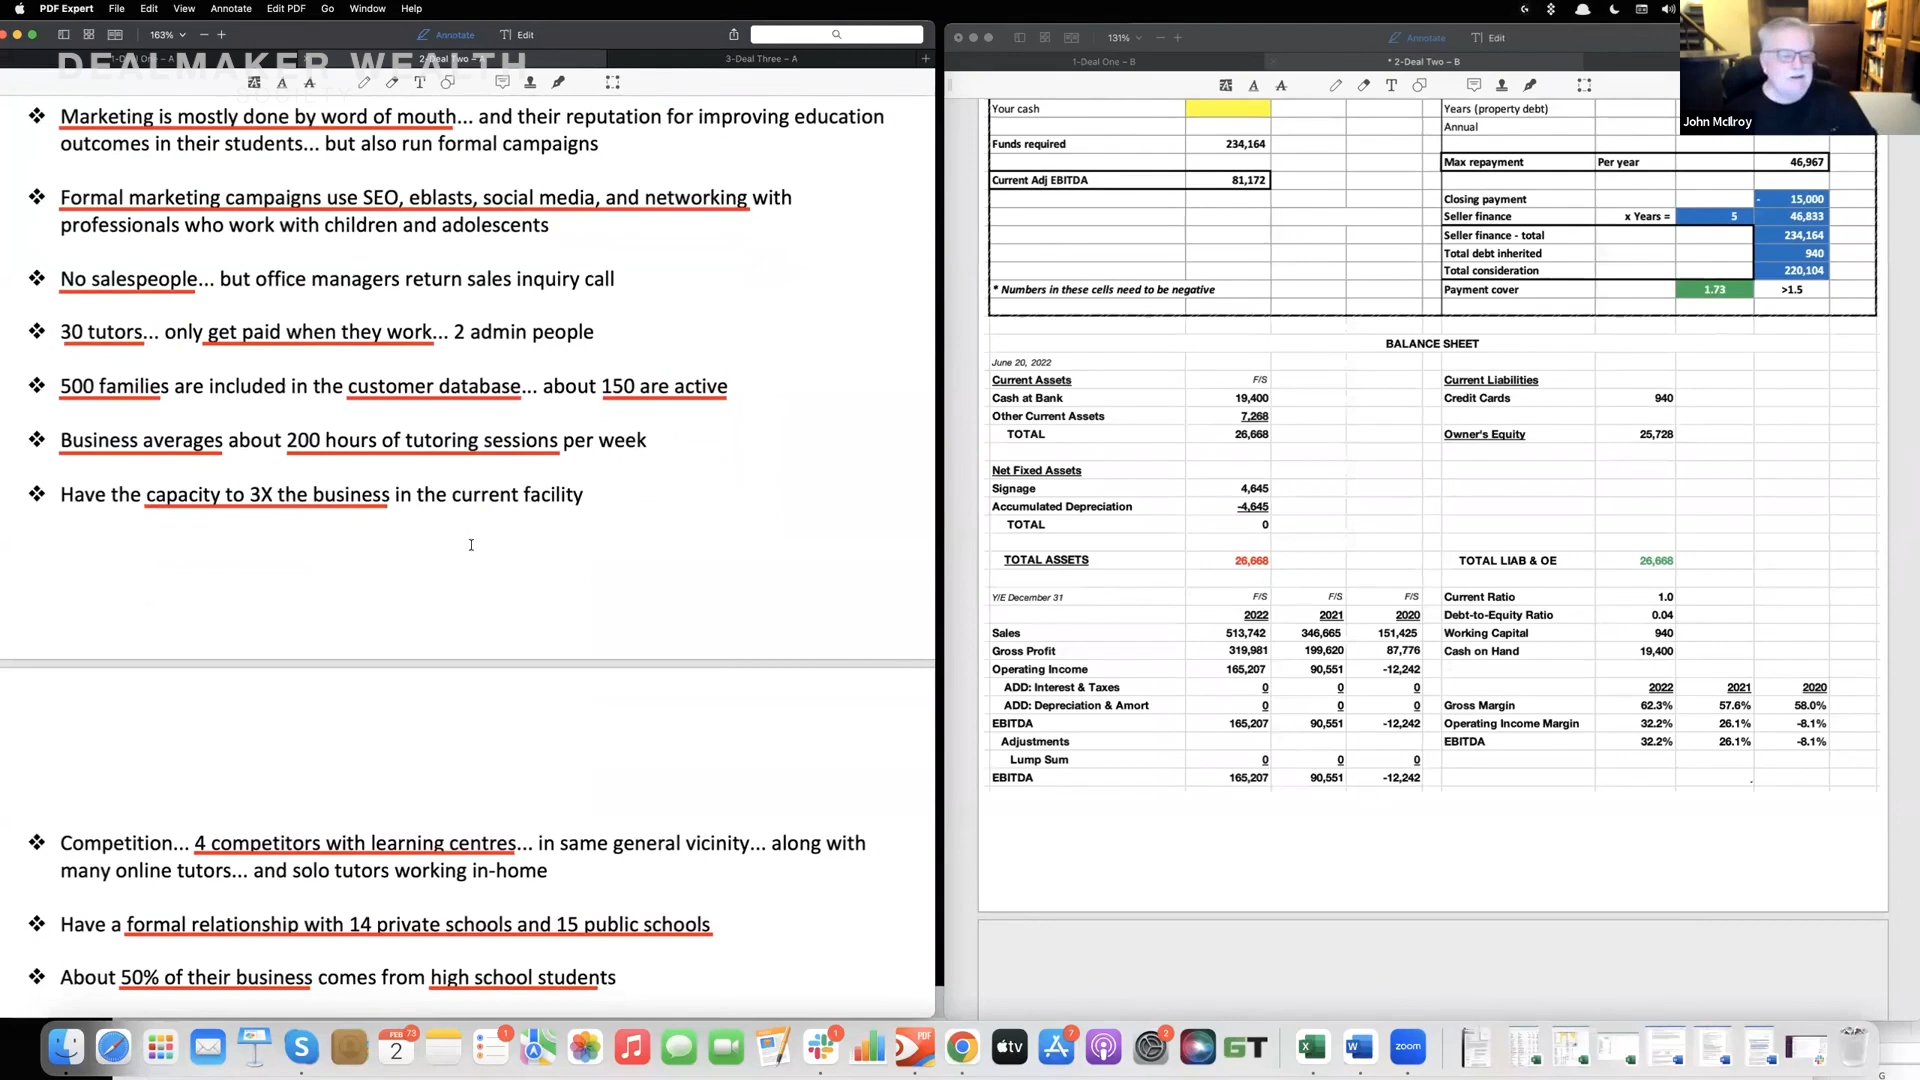 PDF Expert File Edit View Annotate Edit PDF Go Window Help
163% Annotate Edit
1-Deal One – A 2-Deal Two – A 3-Deal Three – A
DEALMAKER WEALTH
SOCIETY
❖ Marketing is mostly done by word of mouth... and their reputation for improving education
outcomes in their students... but also run formal campaigns
❖ Formal marketing campaigns use SEO, eblasts, social media, and networking with
professionals who work with children and adolescents
❖ No salespeople... but office managers return sales inquiry call
❖ 30 tutors... only get paid when they work... 2 admin people
❖ 500 families are included in the customer database... about 150 are active
❖ Business averages about 200 hours of tutoring sessions per week
❖ Have the capacity to 3X the business in the current facility
❖ Competition... 4 competitors with learning centres... in same general vicinity... along with
many online tutors... and solo tutors working in-home
❖ Have a formal relationship with 14 private schools and 15 public schools
❖ About 50% of their business comes from high school students
131% Annotate Edit
1-Deal One – B * 2-Deal Two – B
John McIlroy
Your cash Years (property debt)
Annual
Funds required 234,164
Max repayment Per year 46,967
Current Adj EBITDA 81,172
Closing payment - 15,000
Seller finance x Years = 5 46,833
Seller finance - total 234,164
Total debt inherited 940
Total consideration 220,104
* Numbers in these cells need to be negative Payment cover 1.73 >1.5
BALANCE SHEET
June 20, 2022
Current Assets F/S Current Liabilities
Cash at Bank 19,400 Credit Cards 940
Other Current Assets 7,268
TOTAL 26,668 Owner's Equity 25,728
Net Fixed Assets
Signage 4,645
Accumulated Depreciation -4,645
TOTAL 0
TOTAL ASSETS 26,668 TOTAL LIAB & OE 26,668
Y/E December 31 F/S F/S F/S Current Ratio 1.0
2022 2021 2020 Debt-to-Equity Ratio 0.04
Sales 513,742 346,665 151,425 Working Capital 940
Gross Profit 319,981 199,620 87,776 Cash on Hand 19,400
Operating Income 165,207 90,551 -12,242
ADD: Interest & Taxes 0 0 0 2022 2021 2020
ADD: Depreciation & Amort 0 0 0 Gross Margin 62.3% 57.6% 58.0%
EBITDA 165,207 90,551 -12,242 Operating Income Margin 32.2% 26.1% -8.1%
Adjustments EBITDA 32.2% 26.1% -8.1%
Lump Sum 0 0 0
EBITDA 165,207 90,551 -12,242
FEB 73
2
1
1
PDF
tv
7
2
GT
zoom
G